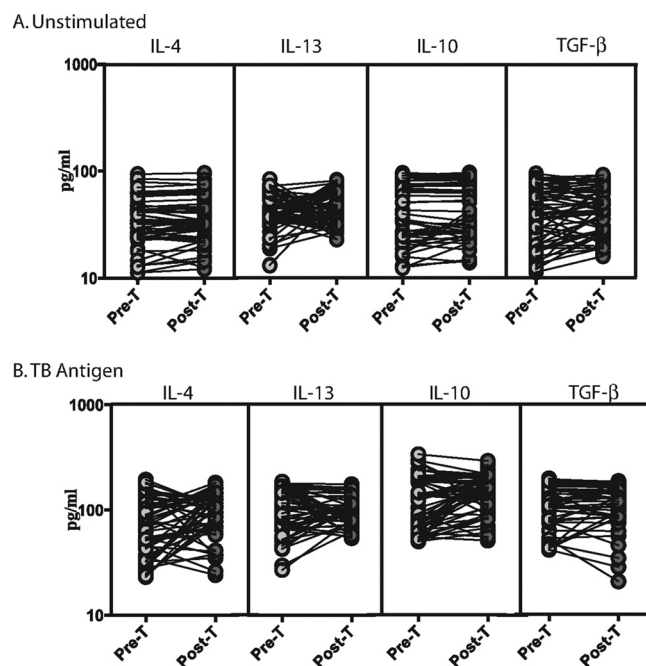 A. Unstimulated
IL-4 IL-13 IL-10 TGF-β
1000
100
10
pg/ml
Pre-T Post-T Pre-T Post-T Pre-T Post-T Pre-T Post-T
B. TB Antigen
IL-4 IL-13 IL-10 TGF-β
1000
100
10
pg/ml
Pre-T Post-T Pre-T Post-T Pre-T Post-T Pre-T Post-T